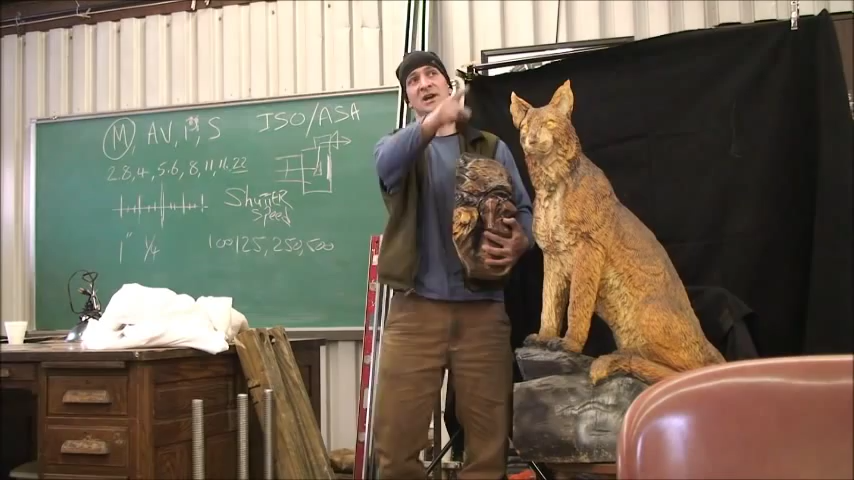 M, AV, P, S
ISO/ASA
2.8, 4, 5.6, 8, 11, 16, 22
Shutter
Speed
1" 1/4
100 125, 250, 500